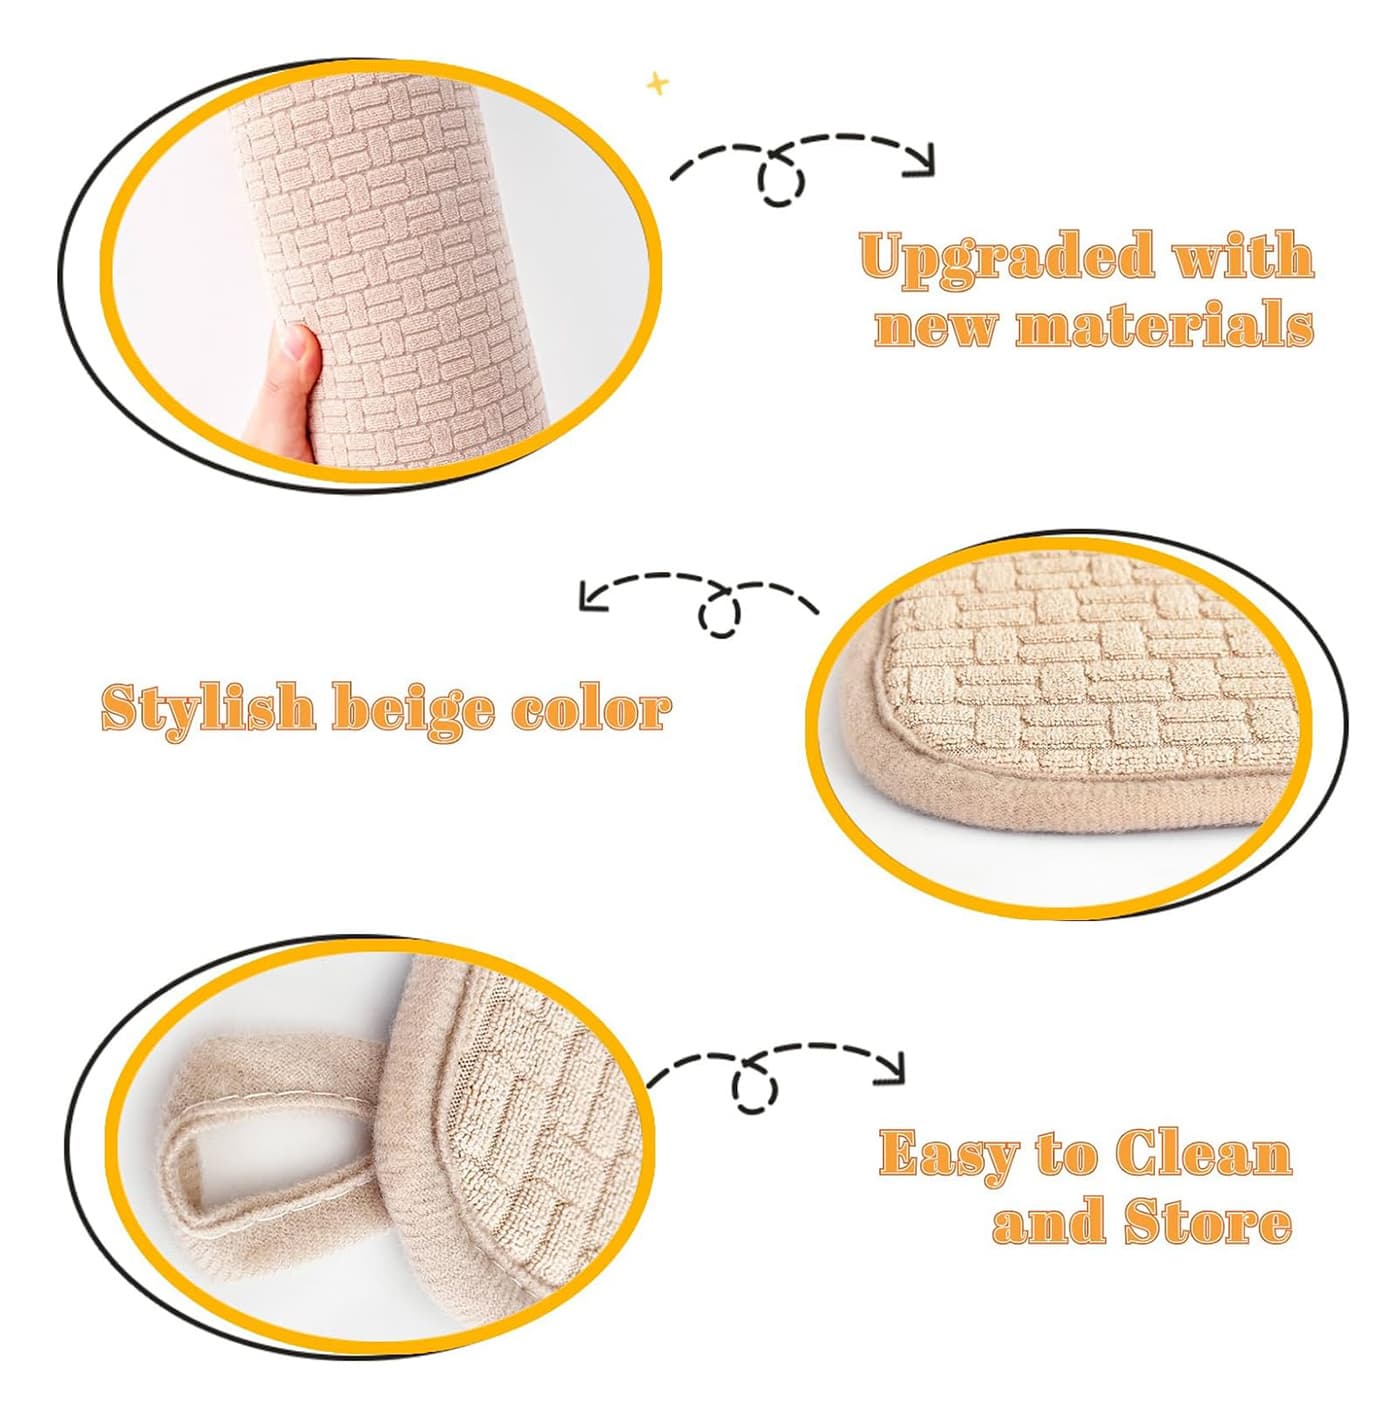 Upgraded with
new materials
Stylish beige color
Easy to Clean
and Store